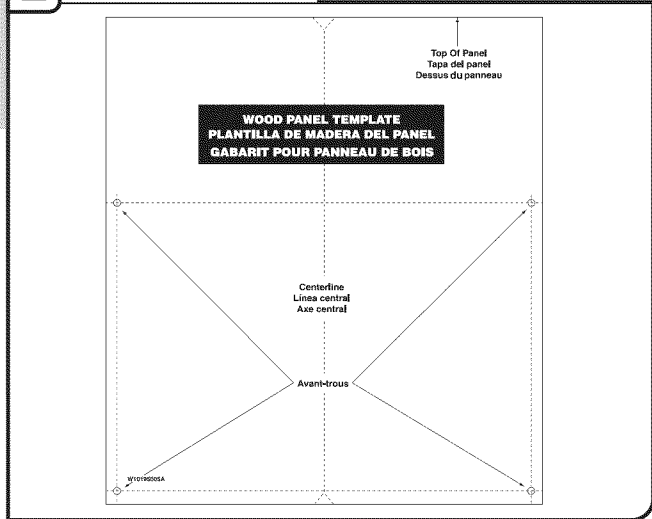 Top Of Panel
Tapa del panel
Dessus du panneau
WOOD PANEL TEMPLATE
PLANTILLA DE MADERA DEL PANEL
GABARIT POUR PANNEAU DE BOIS
Centerline
Línea central
Axe central
Avant-trous